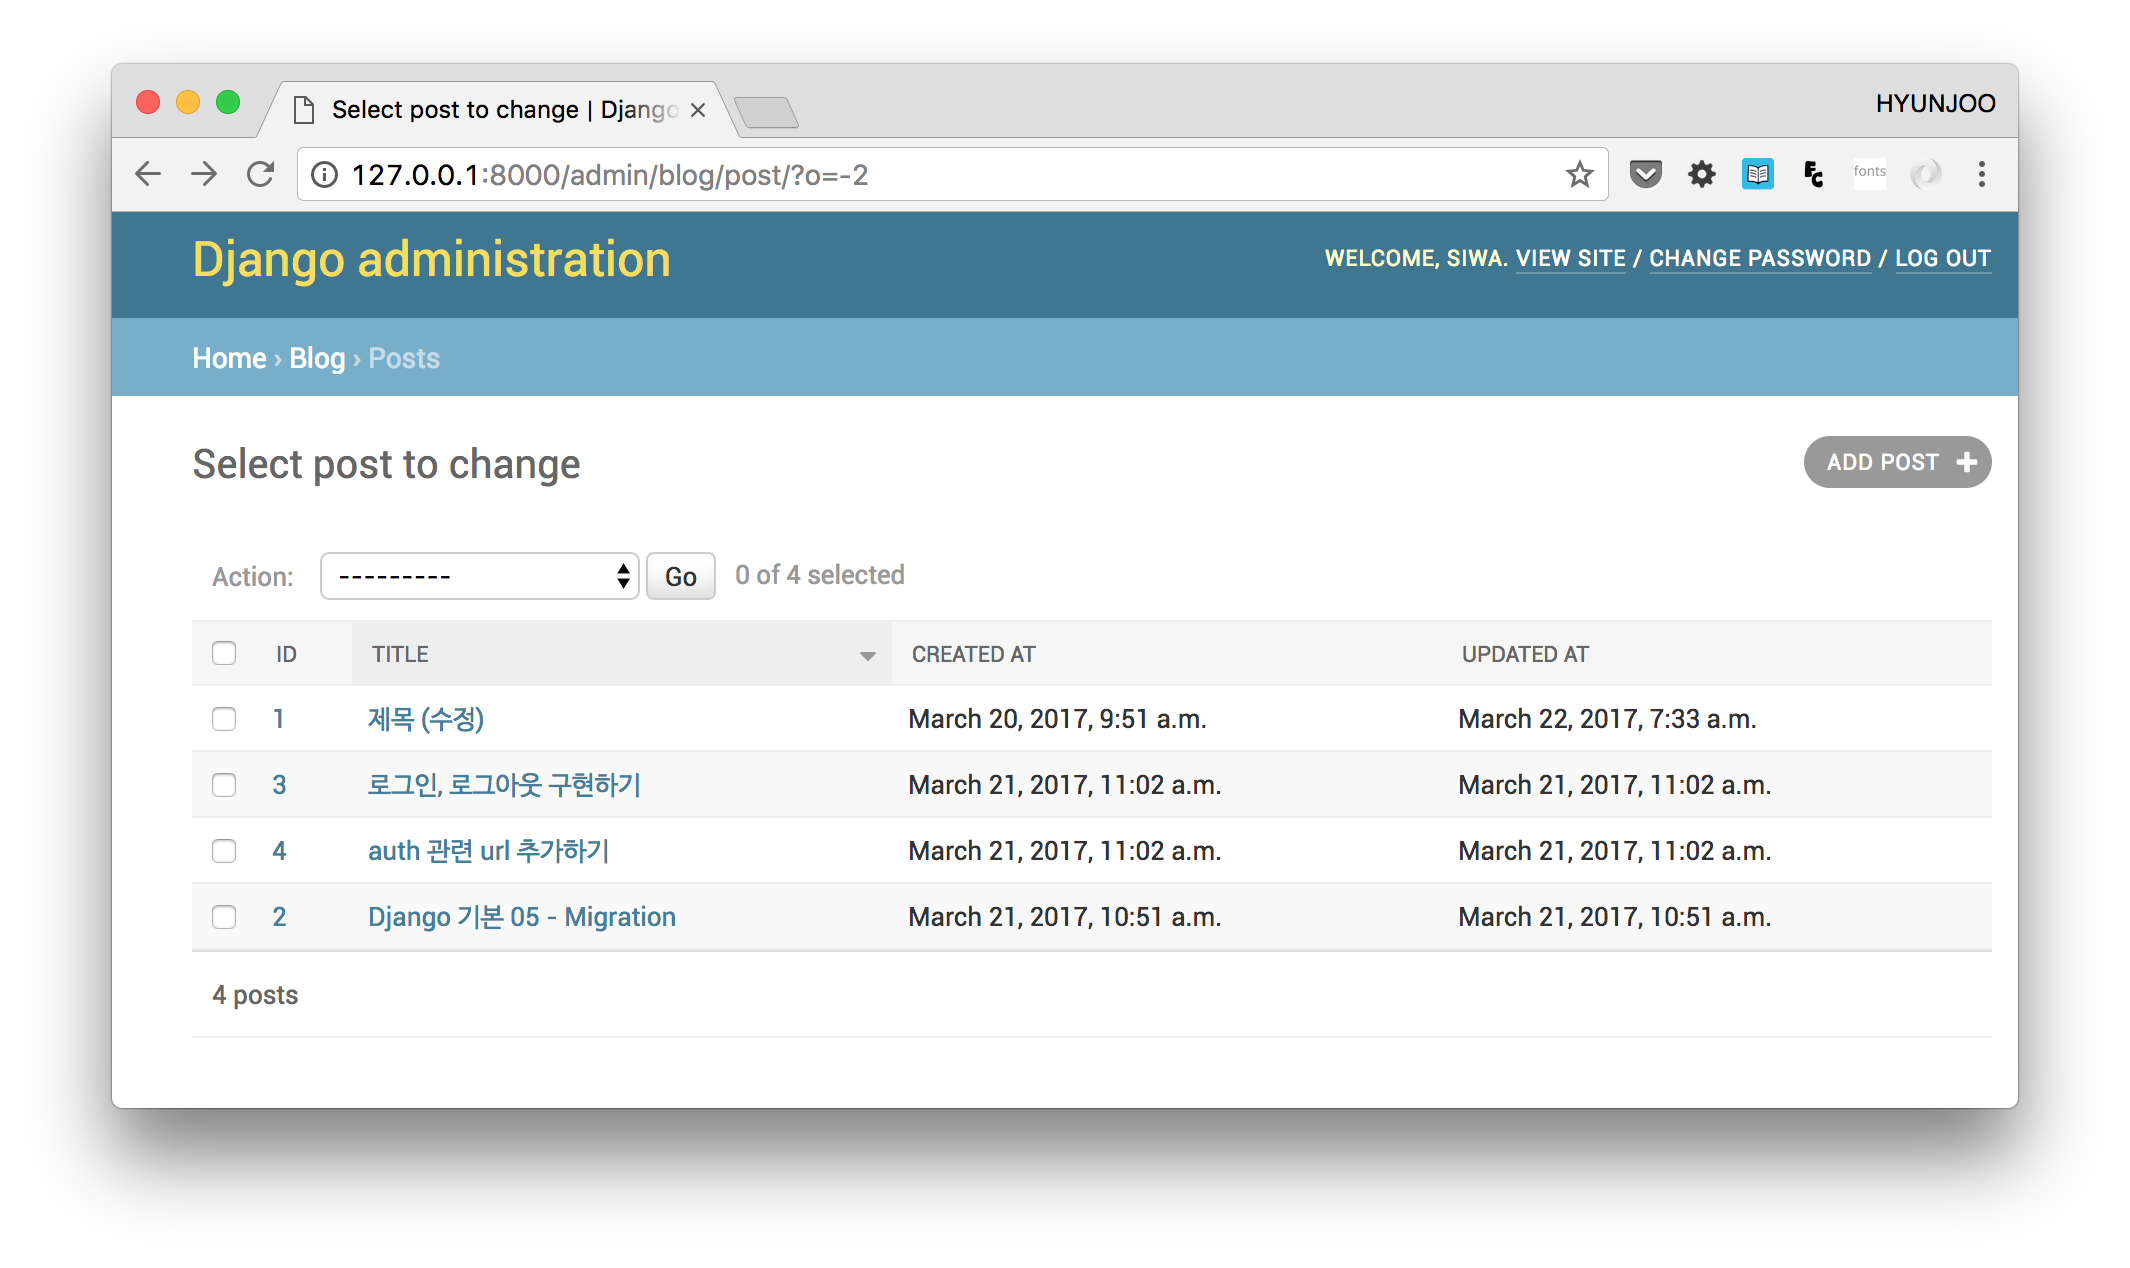 Select post to change | Django
HYUNJOO
127.0.0.1:8000/admin/blog/post/?o=-2
FC
fonts
Django administration
WELCOME, SIWA. VIEW SITE / CHANGE PASSWORD / LOG OUT
Home › Blog › Posts
Select post to change
ADD POST +
Action: --------- Go 0 of 4 selected
ID TITLE CREATED AT UPDATED AT
1 제목 (수정) March 20, 2017, 9:51 a.m. March 22, 2017, 7:33 a.m.
3 로그인, 로그아웃 구현하기 March 21, 2017, 11:02 a.m. March 21, 2017, 11:02 a.m.
4 auth 관련 url 추가하기 March 21, 2017, 11:02 a.m. March 21, 2017, 11:02 a.m.
2 Django 기본 05 - Migration March 21, 2017, 10:51 a.m. March 21, 2017, 10:51 a.m.
4 posts